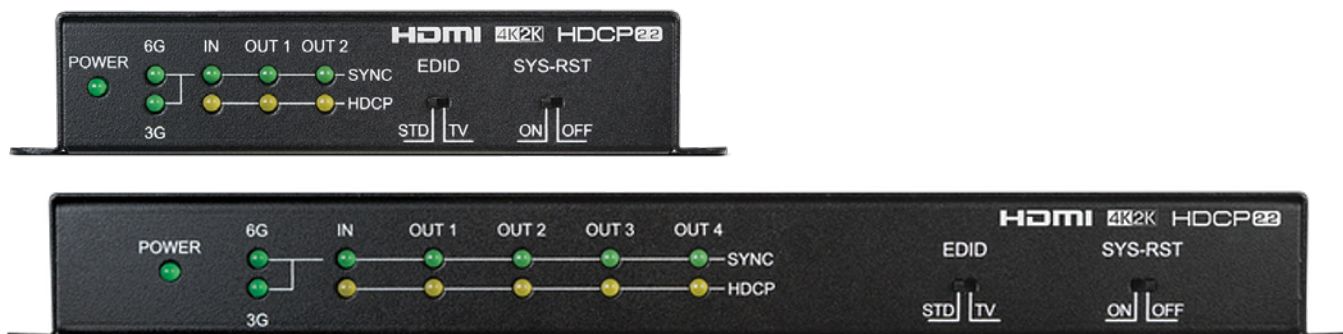 HDMI 4K2K HDCP2.2
6G IN OUT 1 OUT 2
POWER SYNC EDID SYS-RST
HDCP
3G STD TV ON OFF
HDMI 4K2K HDCP2.2
6G IN OUT 1 OUT 2 OUT 3 OUT 4
POWER SYNC EDID SYS-RST
HDCP
3G STD TV ON OFF